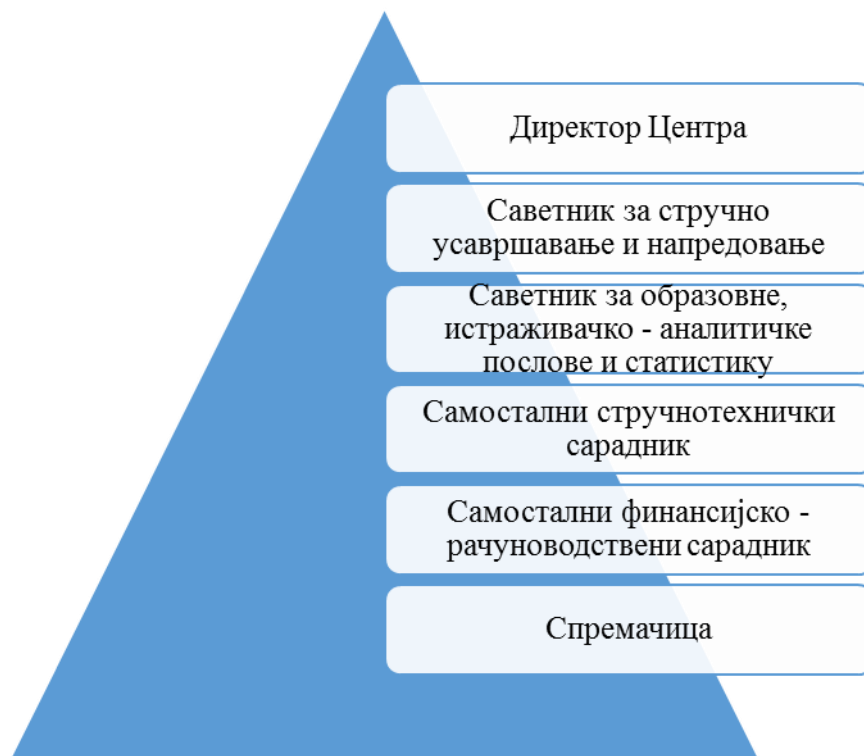 Директор Центра
Саветник за стручно
усавршавање и напредовање
Саветник за образовне,
истраживачко - аналитичке
послове и статистику
Самостални стручнотехнички
сарадник
Самостални финансијско -
рачуноводствени сарадник
Спремачица